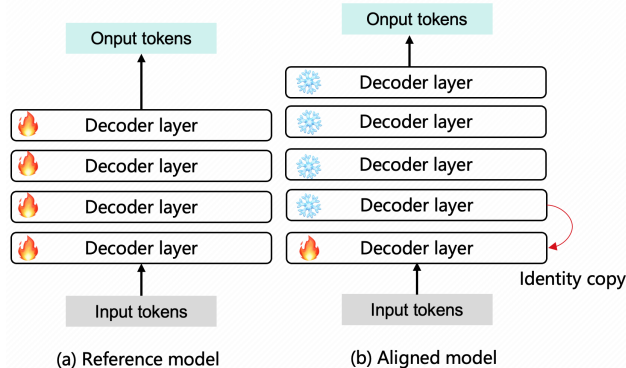 Onput tokens
Decoder layer
Decoder layer
Decoder layer
Decoder layer
Input tokens
(a) Reference model
Onput tokens
Decoder layer
Decoder layer
Decoder layer
Decoder layer
Decoder layer
Identity copy
Input tokens
(b) Aligned model